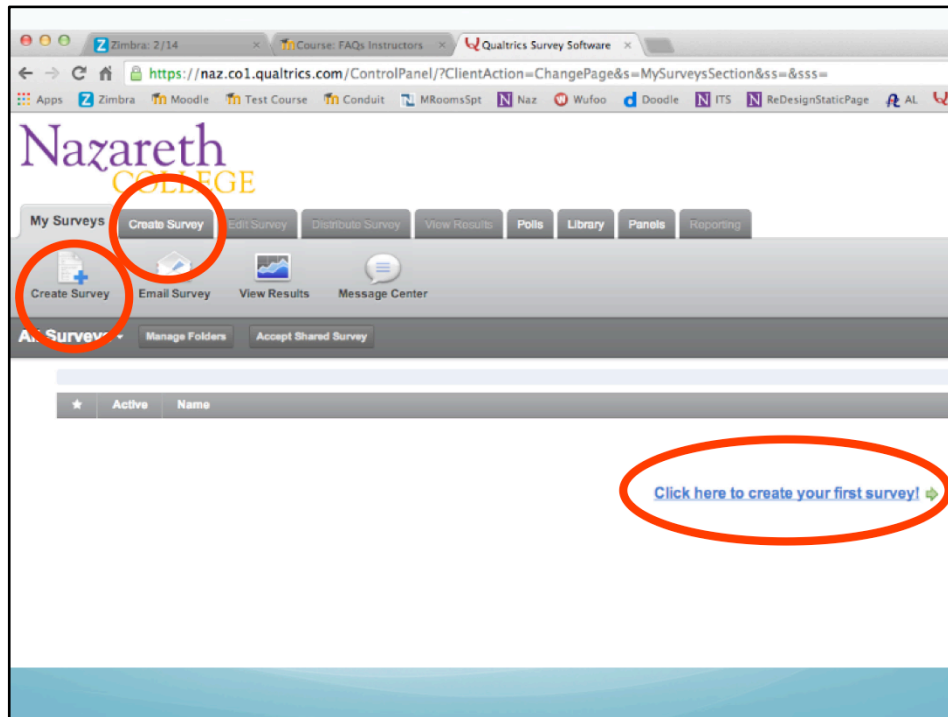 Zimbra: 2/14 × Course: FAQs Instructors × Qualtrics Survey Software ×
https://naz.co1.qualtrics.com/ControlPanel/?ClientAction=ChangePage&s=MySurveysSection&ss=&sss=
Apps Zimbra Moodle Test Course Conduit MRoomsSpt Naz Wufoo Doodle ITS ReDesignStaticPage AL
Nazareth
COLLEGE
My Surveys Create Survey Edit Survey Distribute Survey View Results Polls Library Panels Reporting
Create Survey Email Survey View Results Message Center
All Surveys Manage Folders Accept Shared Survey
Active Name
Click here to create your first survey!